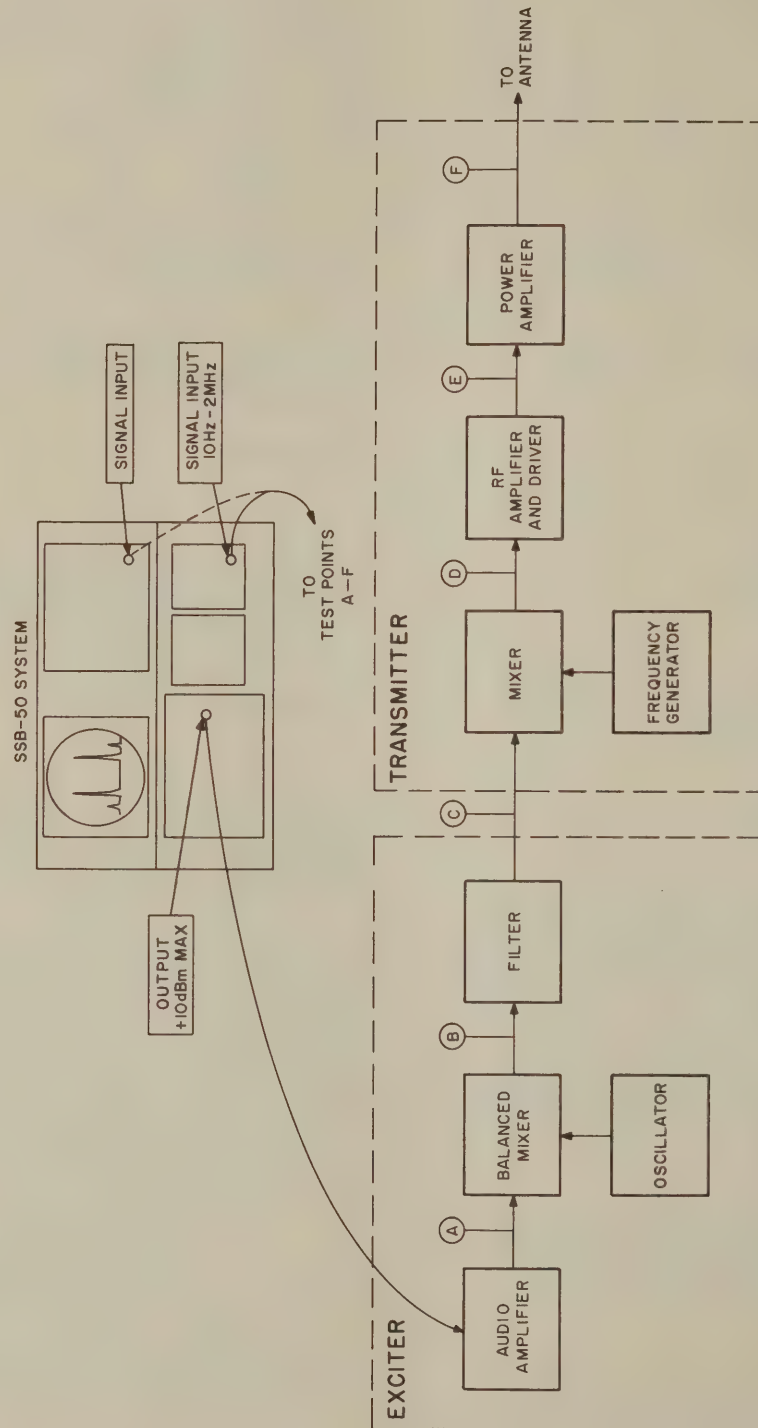 SSB-50 SYSTEM
SIGNAL INPUT
SIGNAL INPUT
10Hz-2MHz
OUTPUT
+10dBm MAX
TO
TEST POINTS
A-F
EXCITER
AUDIO
AMPLIFIER
A
BALANCED
MIXER
OSCILLATOR
B
FILTER
C
TRANSMITTER
MIXER
FREQUENCY
GENERATOR
D
RF
AMPLIFIER
AND DRIVER
E
POWER
AMPLIFIER
F
TO
ANTENNA